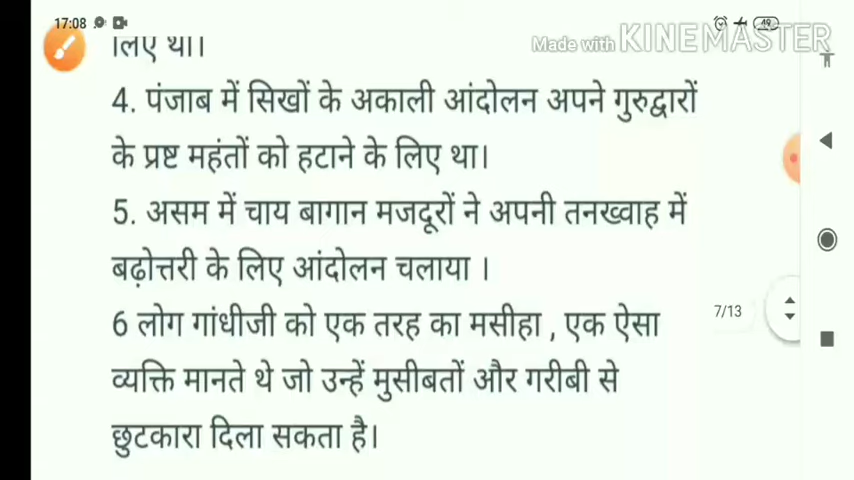 17:08
49
Made with KINEMASTER
लिए था।
4. पंजाब में सिखों के अकाली आंदोलन अपने गुरुद्वारों
के प्रष्ट महंतों को हटाने के लिए था।
5. असम में चाय बागान मजदूरों ने अपनी तनख्वाह में
बढ़ोत्तरी के लिए आंदोलन चलाया ।
6 लोग गांधीजी को एक तरह का मसीहा , एक ऐसा
7/13
व्यक्ति मानते थे जो उन्हें मुसीबतों और गरीबी से
छुटकारा दिला सकता है।